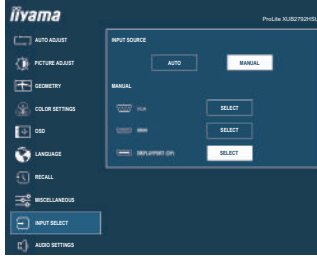 iiyama
ProLite XUB2792HSU
AUTO ADJUST
PICTURE ADJUST
GEOMETRY
COLOR SETTINGS
OSD
LANGUAGE
RECALL
MISCELLANEOUS
INPUT SELECT
AUDIO SETTINGS
INPUT SOURCE
AUTO
MANUAL
MANUAL
SELECT
SELECT
DISPLAYPORT (DP)
SELECT